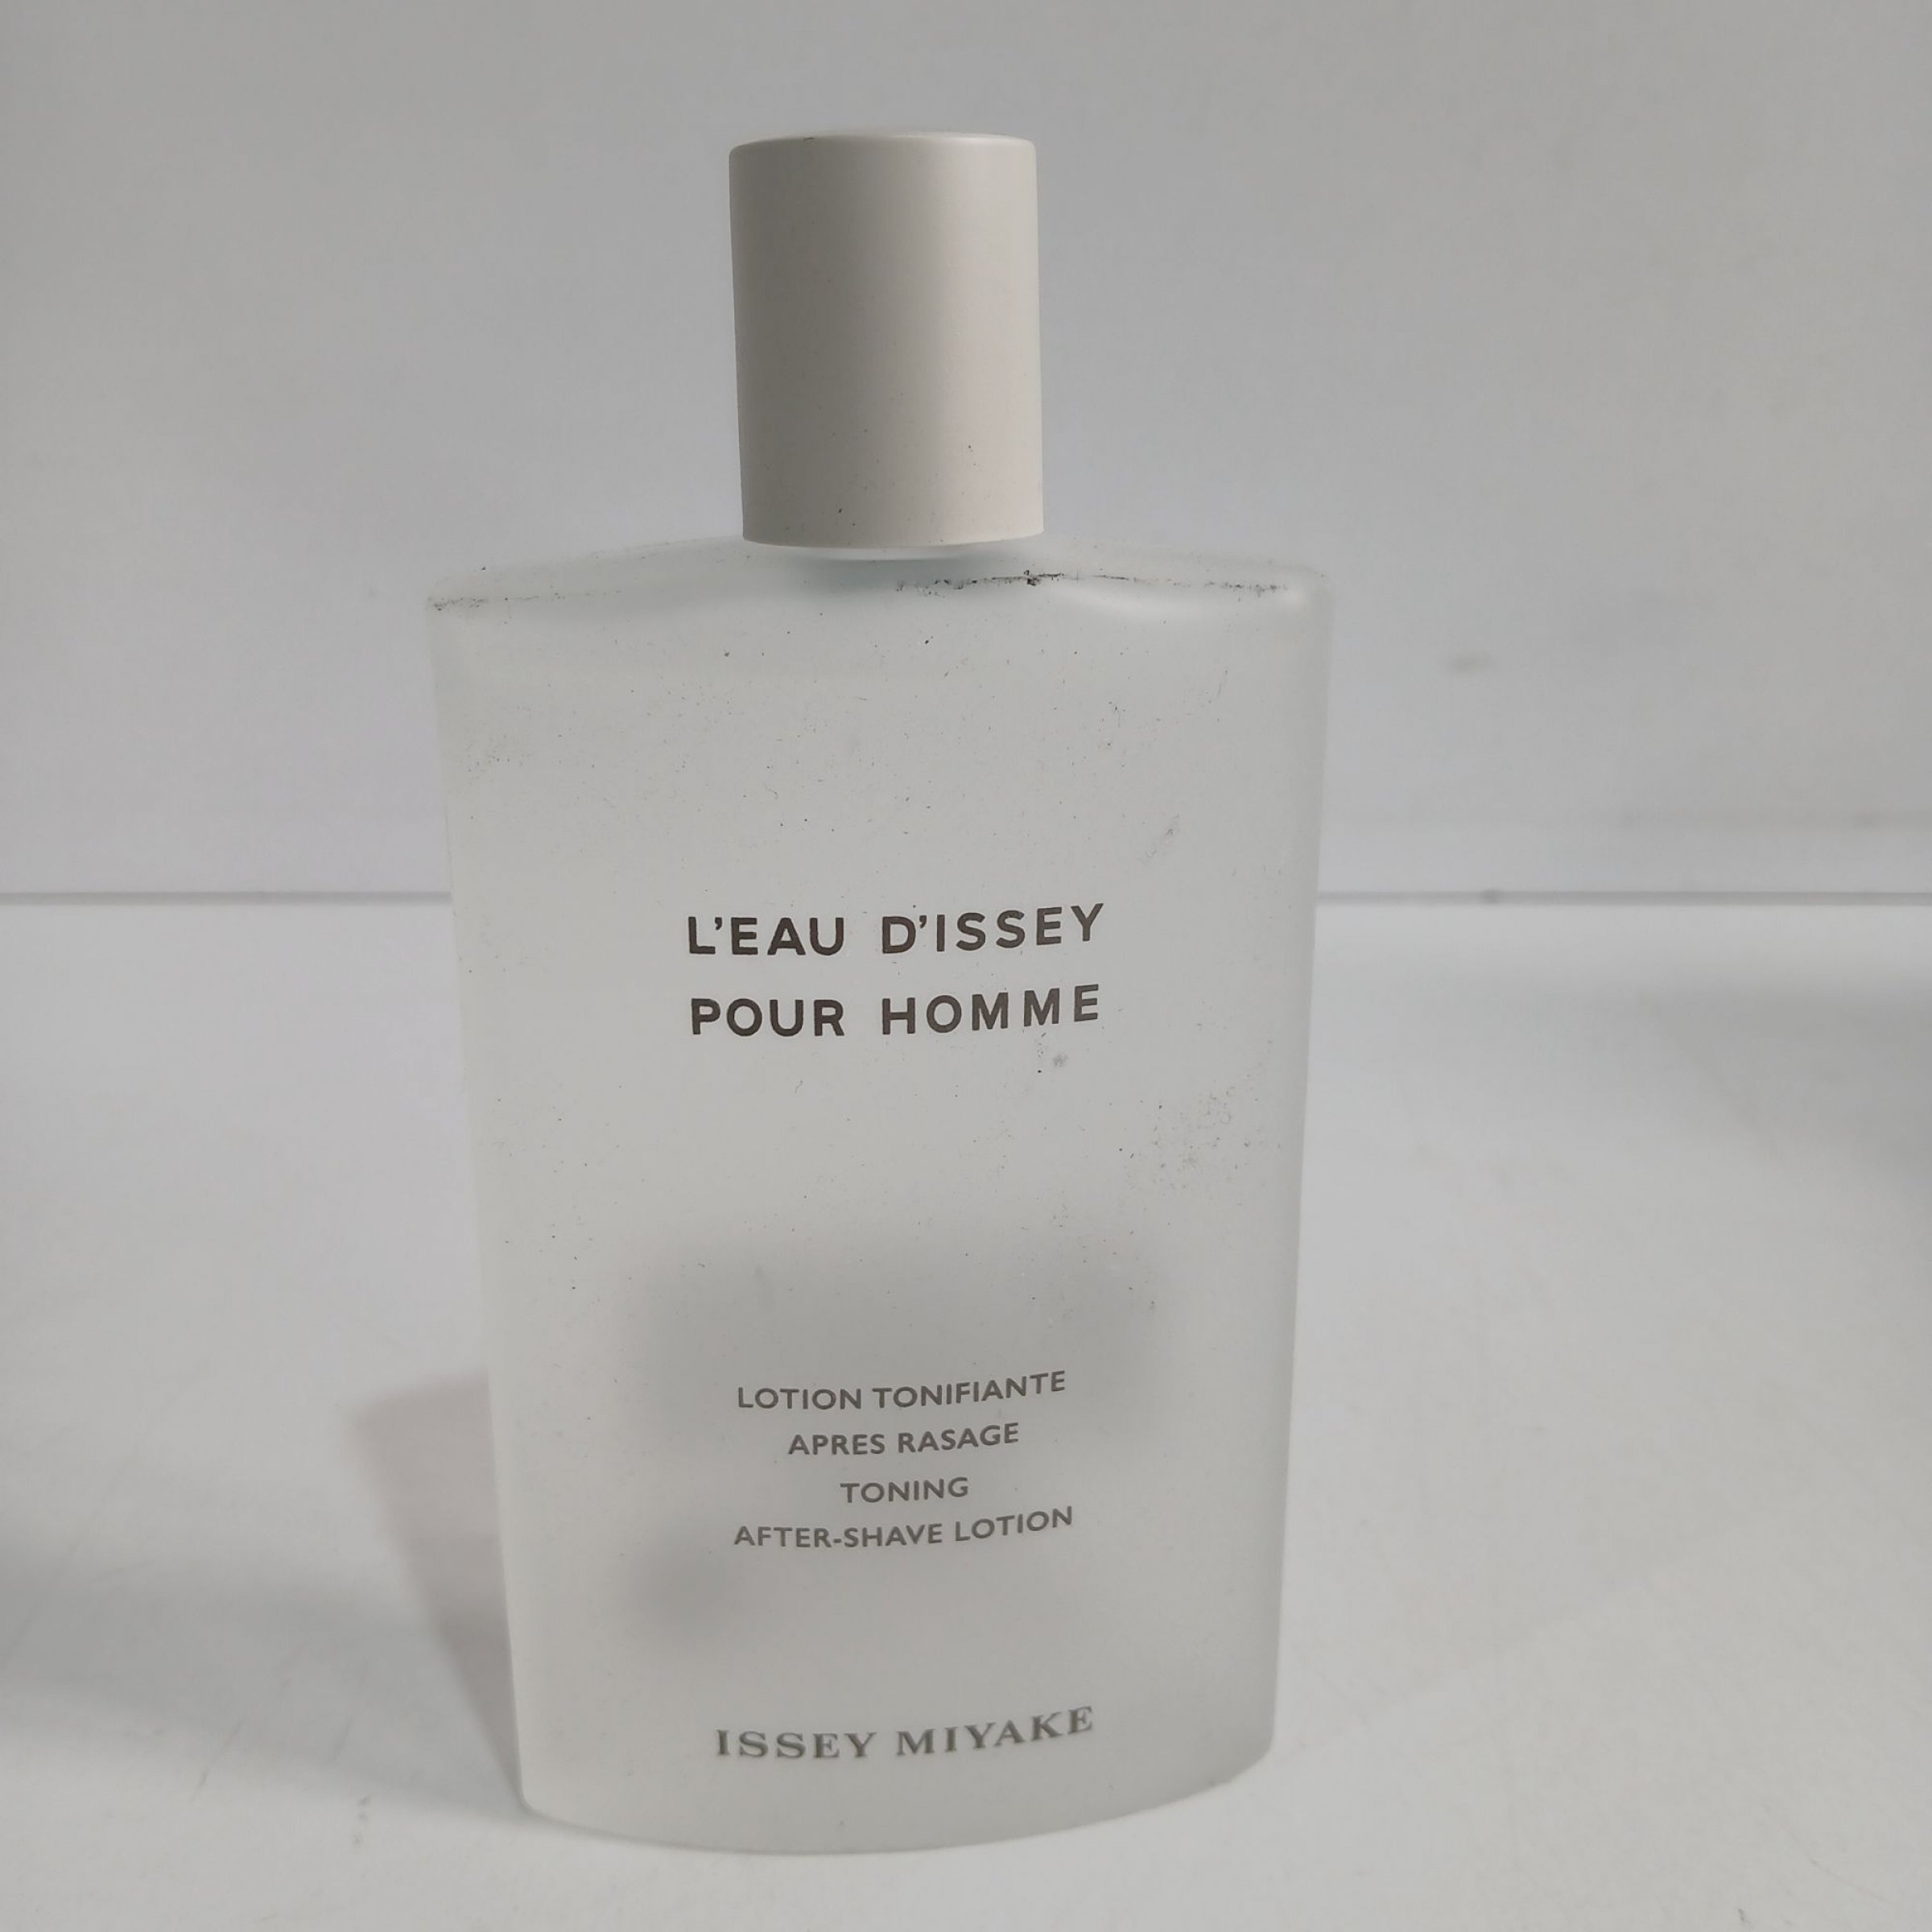 L'EAU D'ISSEY
POUR HOMME
LOTION TONIFIANTE
APRES RASAGE
TONING
AFTER-SHAVE LOTION
ISSEY MIYAKE